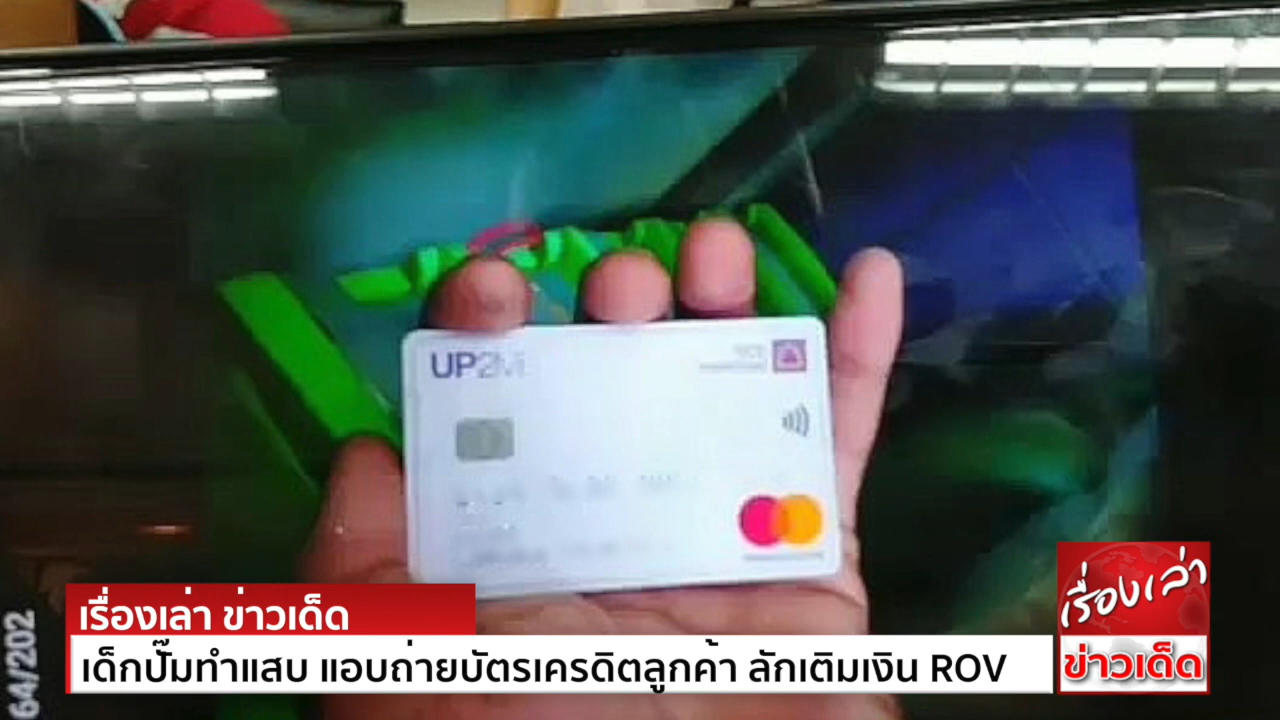 UP2M
64/202
เรื่องเล่า ข่าวเด็ด
เด็กปั๊มทำแสบ แอบถ่ายบัตรเครดิตลูกค้า ลักเติมเงิน ROV
เรื่องเล่า
ข่าวเด็ด